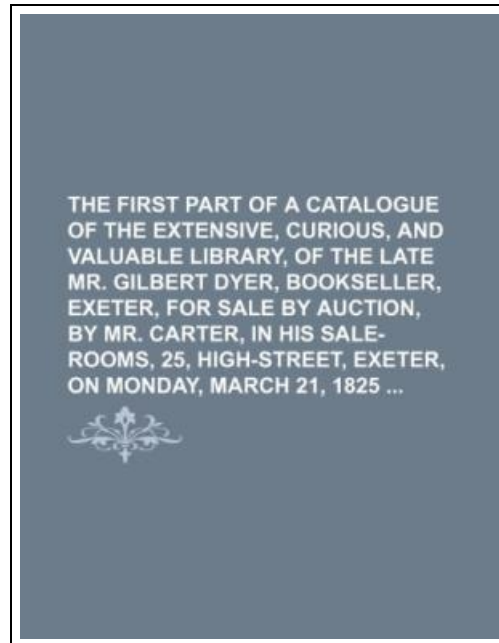 THE FIRST PART OF A CATALOGUE
OF THE EXTENSIVE, CURIOUS, AND
VALUABLE LIBRARY, OF THE LATE
MR. GILBERT DYER, BOOKSELLER,
EXETER, FOR SALE BY AUCTION,
BY MR. CARTER, IN HIS SALE-
ROOMS, 25, HIGH-STREET, EXETER,
ON MONDAY, MARCH 21, 1825 ...